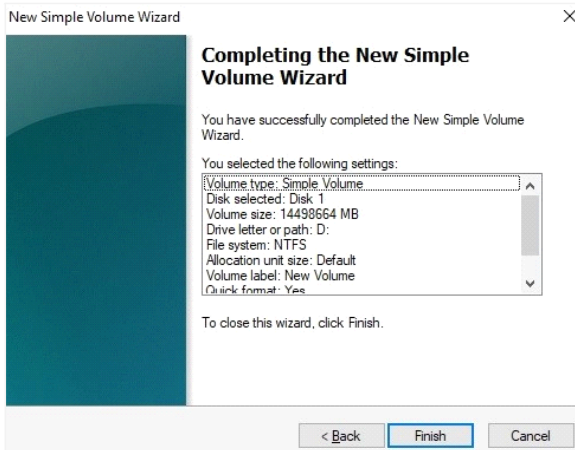 New Simple Volume Wizard
Completing the New Simple
Volume Wizard
You have successfully completed the New Simple Volume
Wizard.
You selected the following settings:
Volume type: Simple Volume
Disk selected: Disk 1
Volume size: 14498664 MB
Drive letter or path: D:
File system: NTFS
Allocation unit size: Default
Volume label: New Volume
Quick format: Yes
To close this wizard, click Finish.
< Back
Finish
Cancel